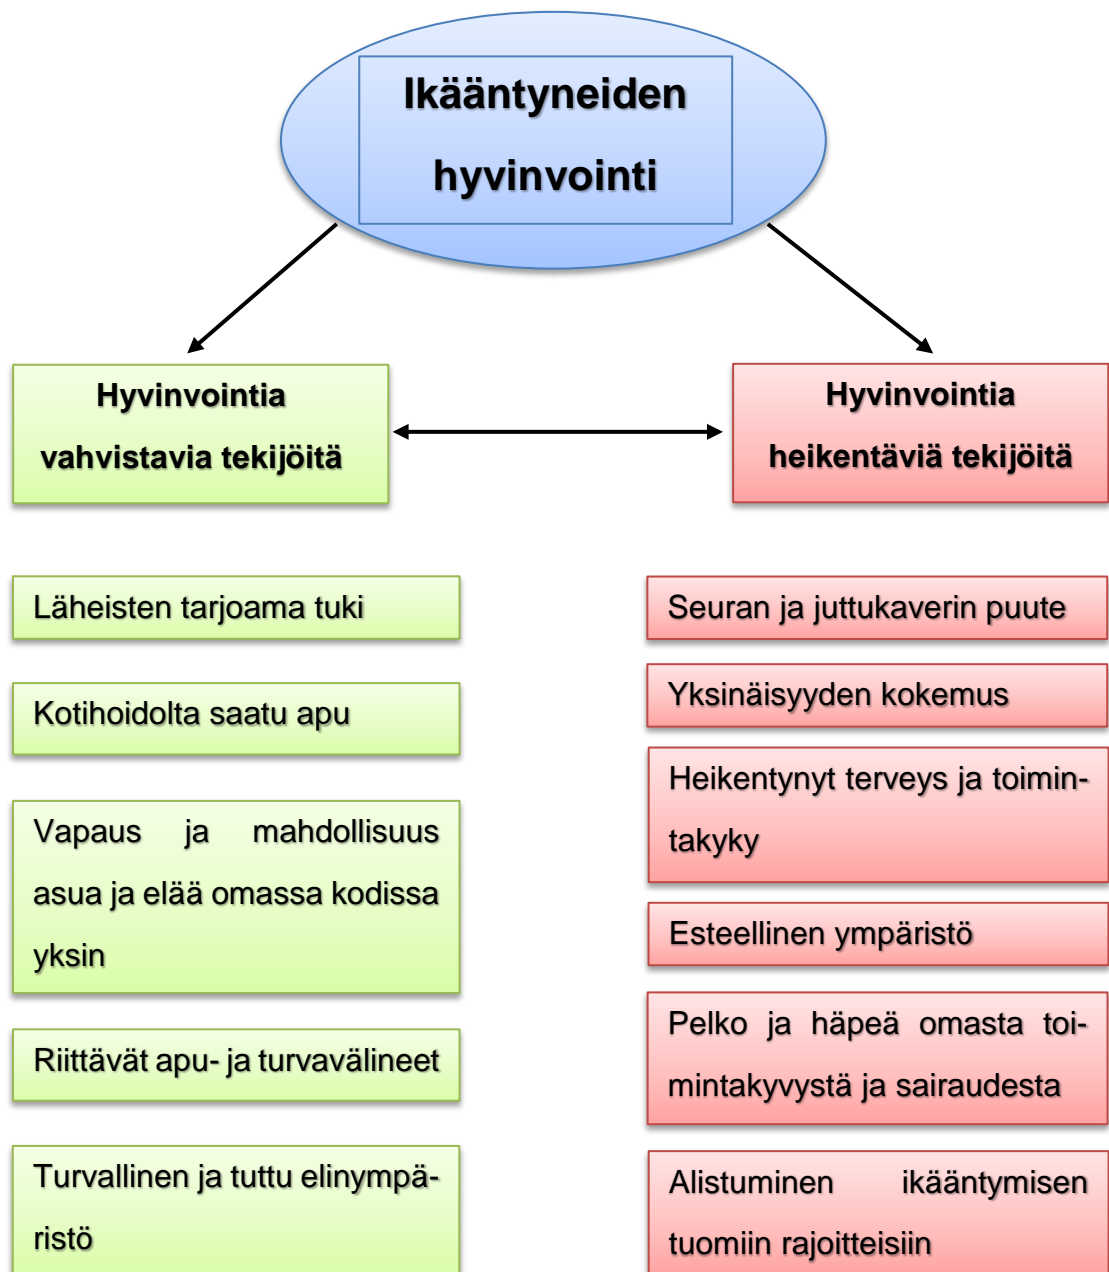 Ikääntyneiden
hyvinvointi
Hyvinvointia
vahvistavia tekijöitä
Hyvinvointia
heikentäviä tekijöitä
Läheisten tarjoama tuki
Kotihoidolta saatu apu
Vapaus ja mahdollisuus
asua ja elää omassa kodissa
yksin
Riittävät apu- ja turvavälineet
Turvallinen ja tuttu elinympä-
ristö
Seuran ja juttukaverin puute
Yksinäisyyden kokemus
Heikentynyt terveys ja toimin-
takyky
Esteellinen ympäristö
Pelko ja häpeä omasta toi-
mintakyvystä ja sairaudesta
Alistuminen ikääntymisen
tuomiin rajoitteisiin